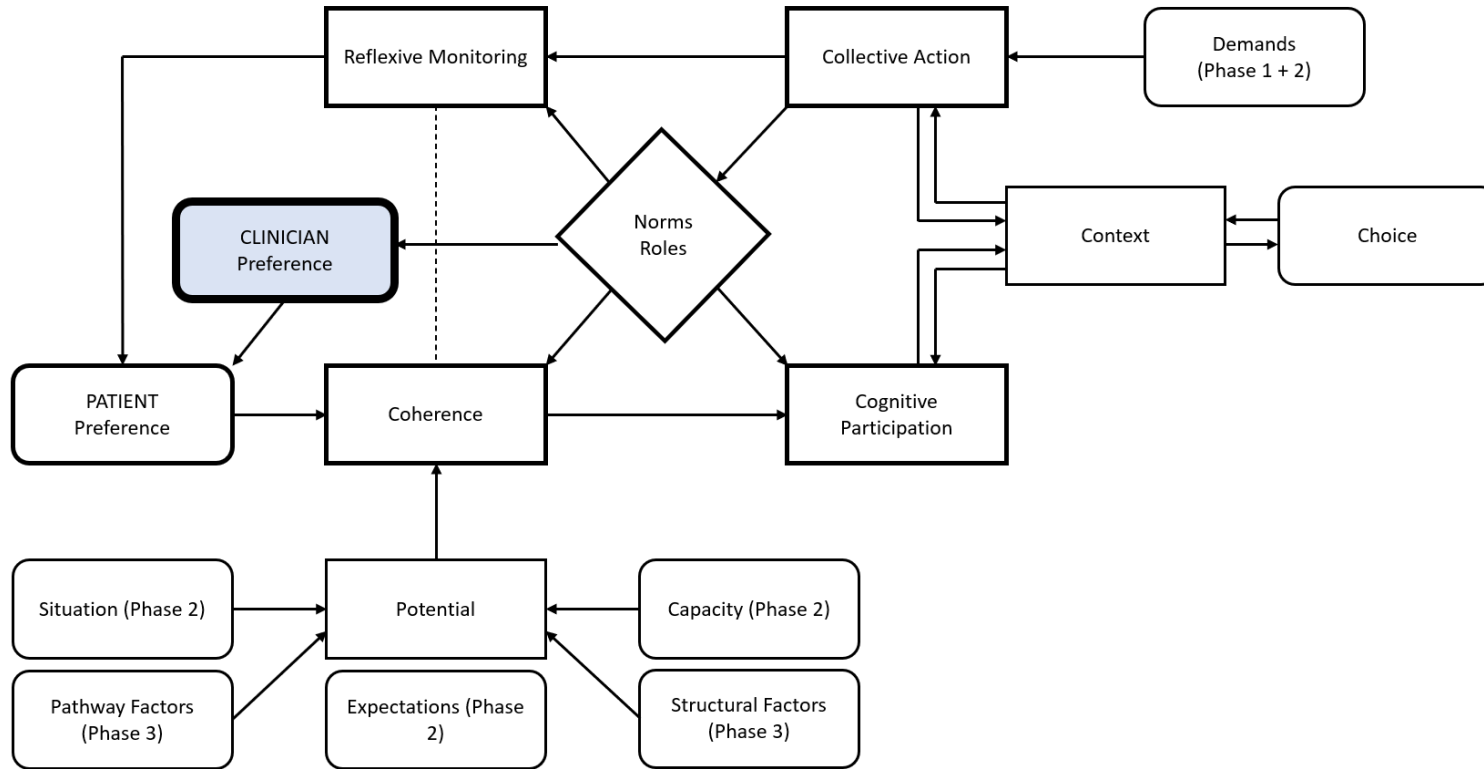 Reflexive Monitoring
Collective Action
Demands
(Phase 1 + 2)
CLINICIAN
Preference
Norms
Roles
Context
Choice
PATIENT
Preference
Coherence
Cognitive
Participation
Situation (Phase 2)
Potential
Capacity (Phase 2)
Pathway Factors
(Phase 3)
Expectations (Phase
2)
Structural Factors
(Phase 3)